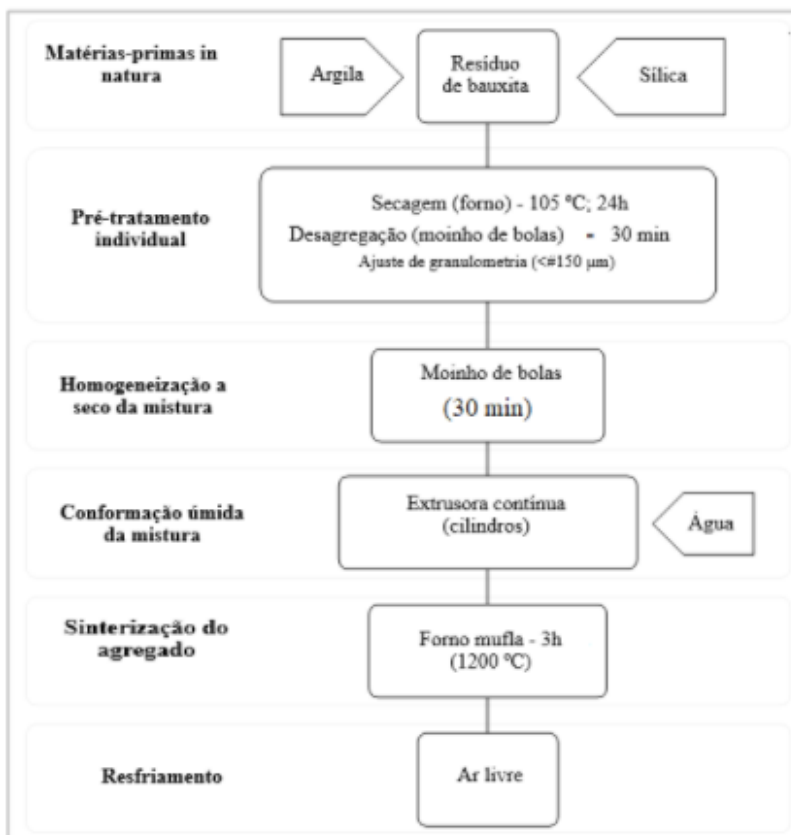 Matérias-primas in
natura
Argila
Resíduo
de bauxita
Sílica
Pré-tratamento
individual
Secagem (forno) - 105 ºC; 24h
Desagregação (moinho de bolas) - 30 min
Ajuste de granulometria (<#150 µm)
Homogeneização a
seco da mistura
Moinho de bolas
(30 min)
Conformação úmida
da mistura
Extrusora contínua
(cilindros)
Água
Sinterização do
agregado
Forno mufla - 3h
(1200 ºC)
Resfriamento
Ar livre